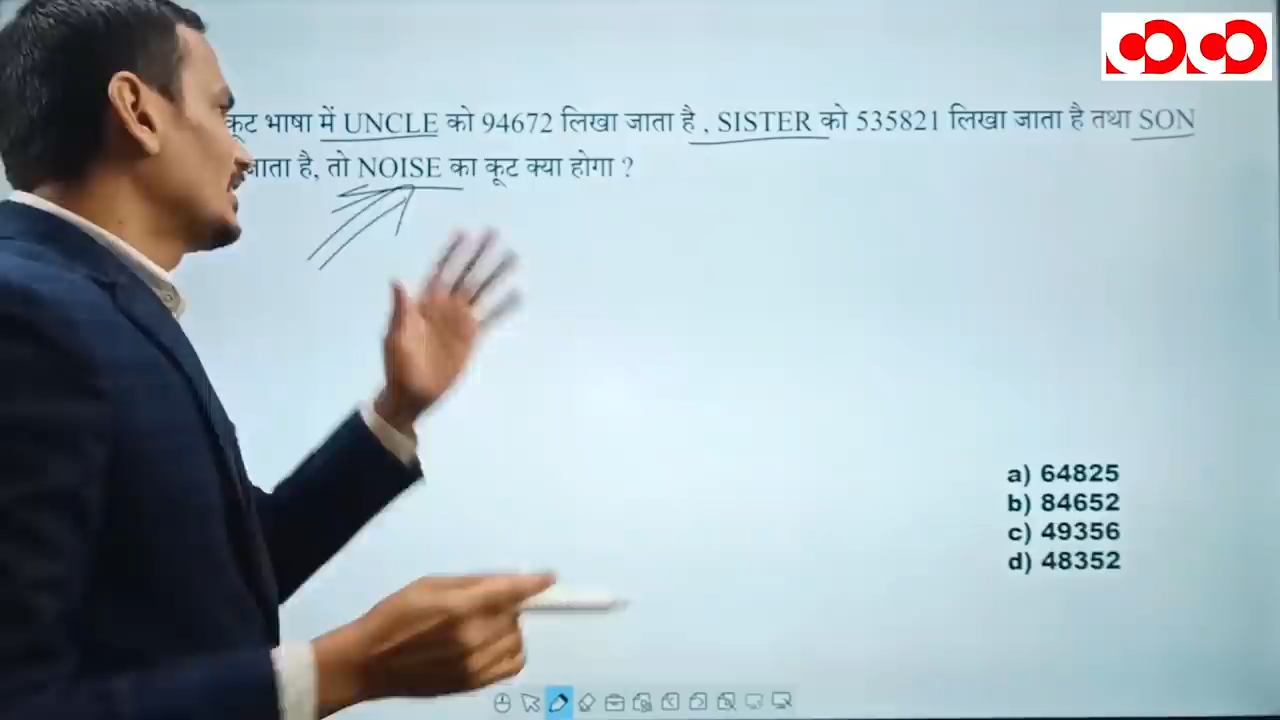 कूट भाषा में UNCLE को 94672 लिखा जाता है , SISTER को 535821 लिखा जाता है तथा SON
जाता है, तो NOISE का कूट क्या होगा ?
a) 64825
b) 84652
c) 49356
d) 48352